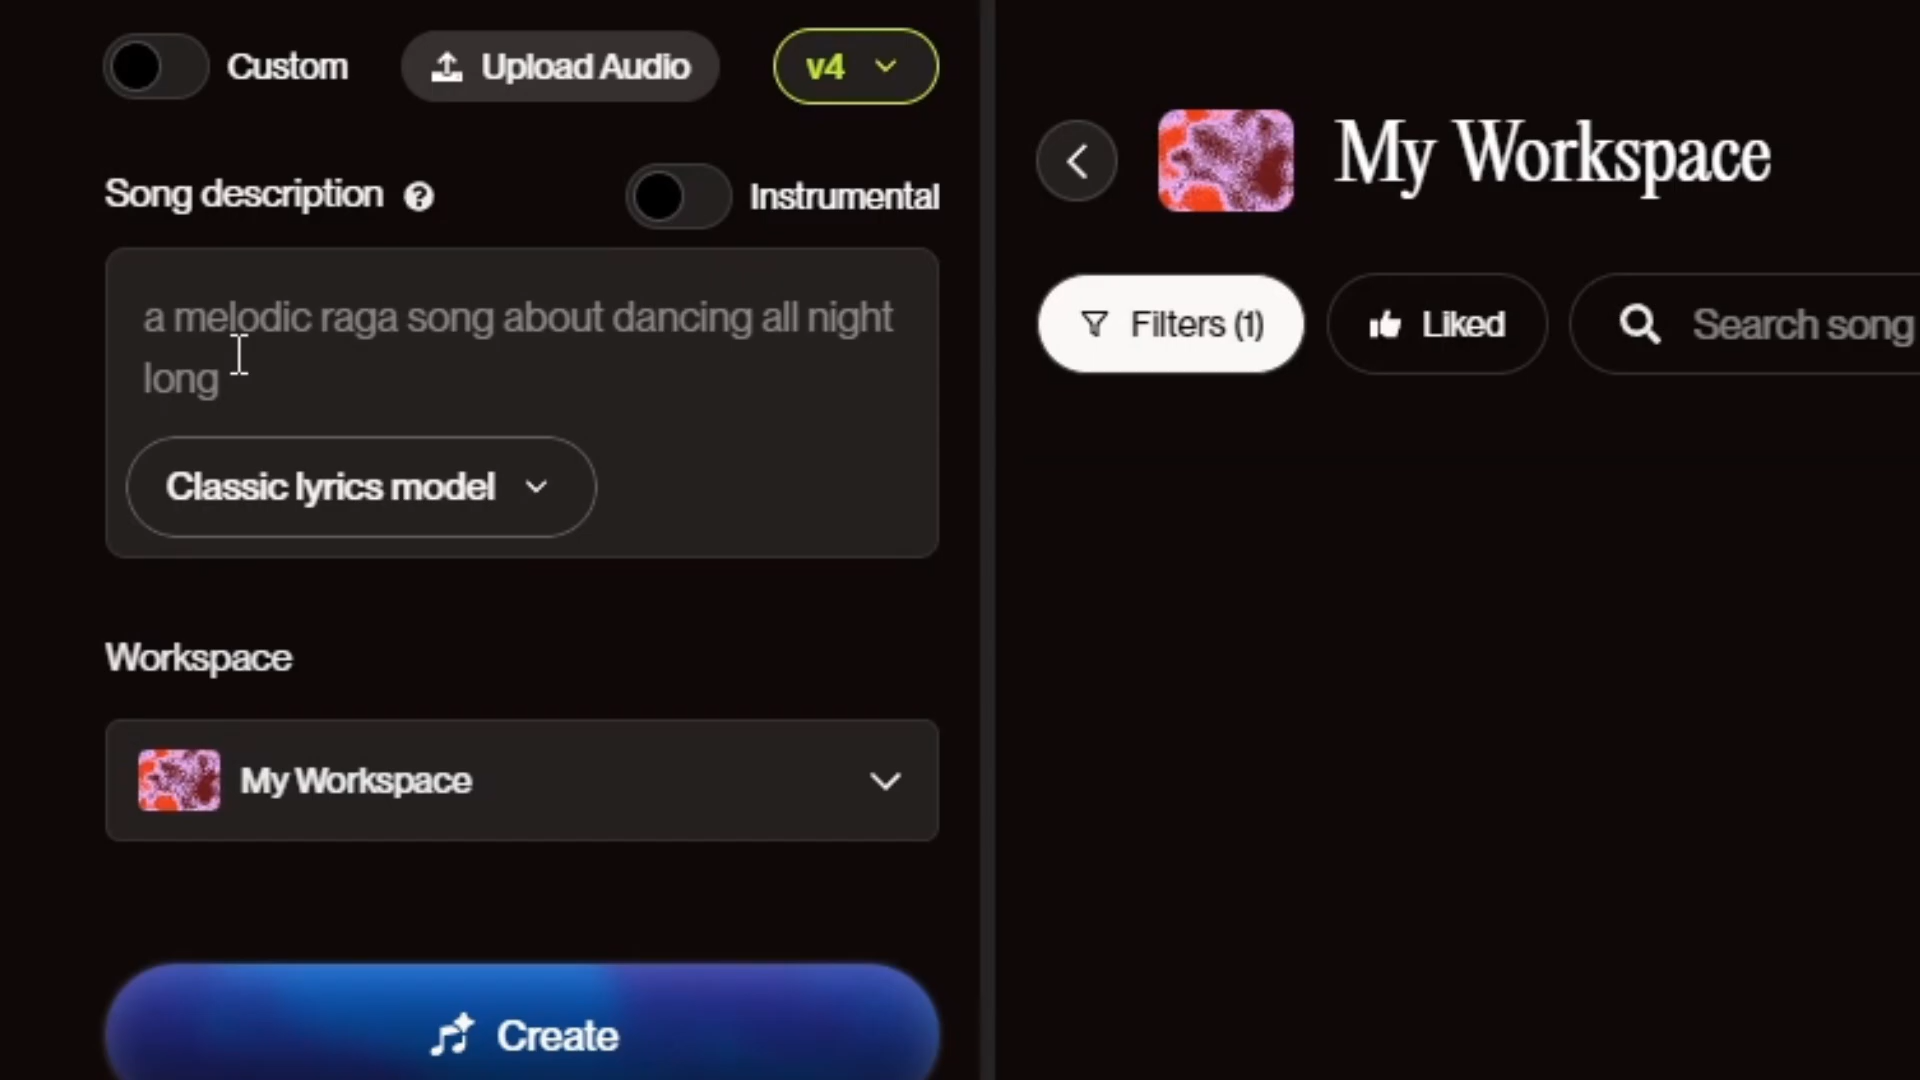 Custom
Upload Audio
v4
Song description
Instrumental
a melodic raga song about dancing all night
long
Classic lyrics model
Workspace
My Workspace
Create
My Workspace
Filters (1)
Liked
Search song